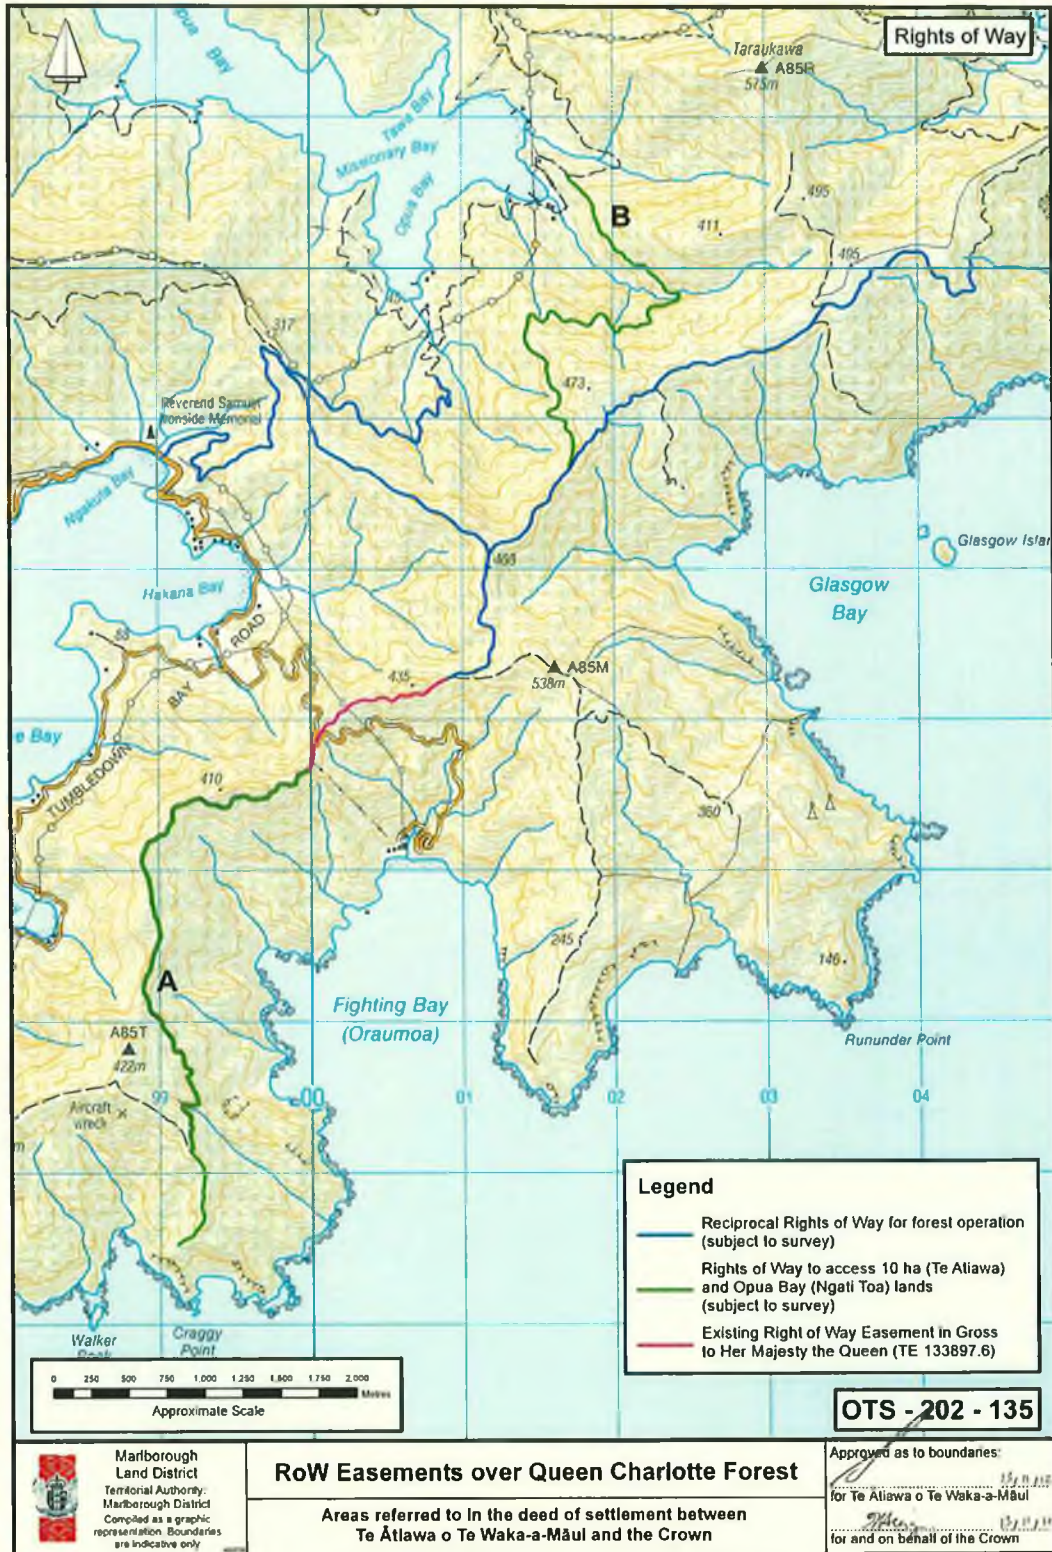 Rights of Way
Taraukawa
A85R
575m
opua Bay
Tawa Bay
Missionary Bay
Opua Bay
B
411
495
495
317
473
Reverend Samuel
Ironside Memorial
Ngakuta Bay
Hakana Bay
468
Glasgow Islan
Glasgow
Bay
TUMBLEDOWN BAY ROAD
435
A85M
538m
e Bay
410
360
A
245
146
Fighting Bay
(Oraumoa)
Rununder Point
A85T
422m
Aircraft
wreck
99
00
01
02
03
04
m
Walker
Craggy
Point
Legend
Reciprocal Rights of Way for forest operation
(subject to survey)
Rights of Way to access 10 ha (Te Atiawa)
and Opua Bay (Ngati Toa) lands
(subject to survey)
Existing Right of Way Easement in Gross
to Her Majesty the Queen (TE 133897.6)
0 250 500 750 1,000 1,250 1,500 1,750 2,000
Metres
Approximate Scale
OTS - 202 - 135
Marlborough
Land District
Territorial Authority:
Marlborough District
Compiled as a graphic
representation. Boundaries
are indicative only
RoW Easements over Queen Charlotte Forest
Areas referred to in the deed of settlement between
Te Ātiawa o Te Waka-a-Māui and the Crown
Approved as to boundaries:
for Te Atiawa o Te Waka-a-Māui
for and on behalf of the Crown